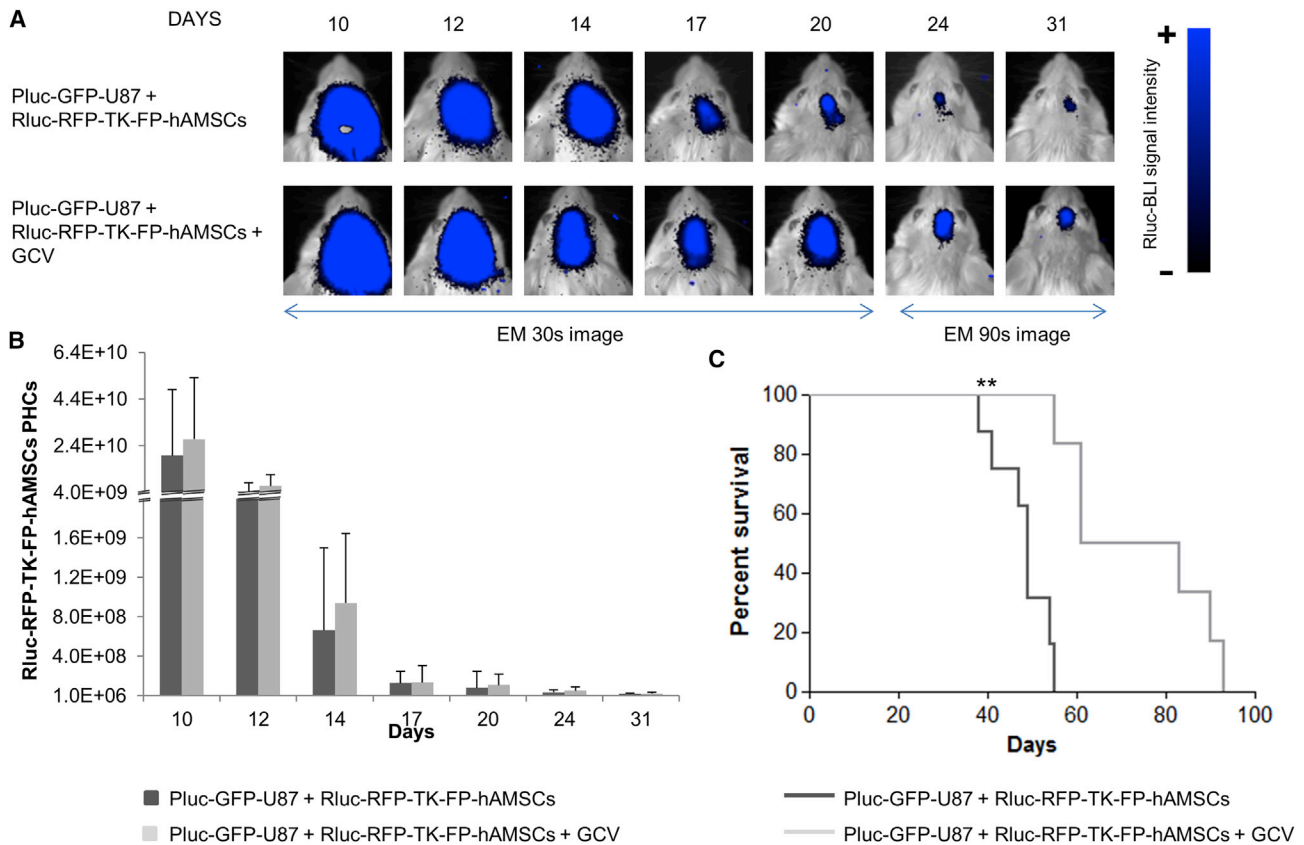 A
DAYS 10 12 14 17 20 24 31
Pluc-GFP-U87 +
Rluc-RFP-TK-FP-hAMSCs
Pluc-GFP-U87 +
Rluc-RFP-TK-FP-hAMSCs +
GCV
+
-
Rluc-BLI signal intensity
EM 30s image EM 90s image
B
Rluc-RFP-TK-FP-hAMSCs PHCs
6.4E+10
4.4E+10
2.4E+10
4.0E+09
1.6E+09
1.2E+09
8.0E+08
4.0E+08
1.0E+06
10 12 14 17 20 24 31
Days
Pluc-GFP-U87 + Rluc-RFP-TK-FP-hAMSCs
Pluc-GFP-U87 + Rluc-RFP-TK-FP-hAMSCs + GCV
C
**
Percent survival
100
80
60
40
20
0
0 20 40 60 80 100
Days
Pluc-GFP-U87 + Rluc-RFP-TK-FP-hAMSCs
Pluc-GFP-U87 + Rluc-RFP-TK-FP-hAMSCs + GCV